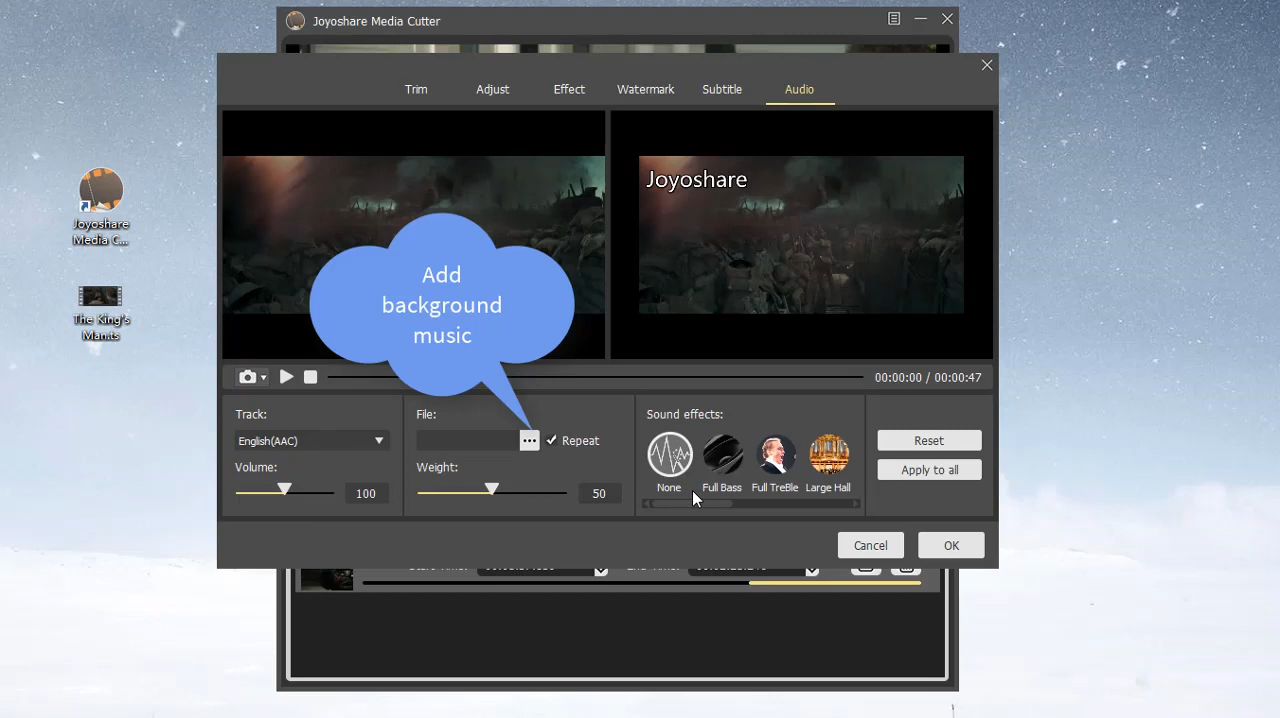 Joyoshare Media Cutter
Trim
Adjust
Effect
Watermark
Subtitle
Audio
Joyoshare
Joyoshare
Media C...
The King's
Man.ts
Add
background
music
00:00:00 / 00:00:47
Track:
English(AAC)
Volume:
100
File:
...
Repeat
Weight:
50
Sound effects:
None
Full Bass
Full TreBle
Large Hall
Reset
Apply to all
Cancel
OK